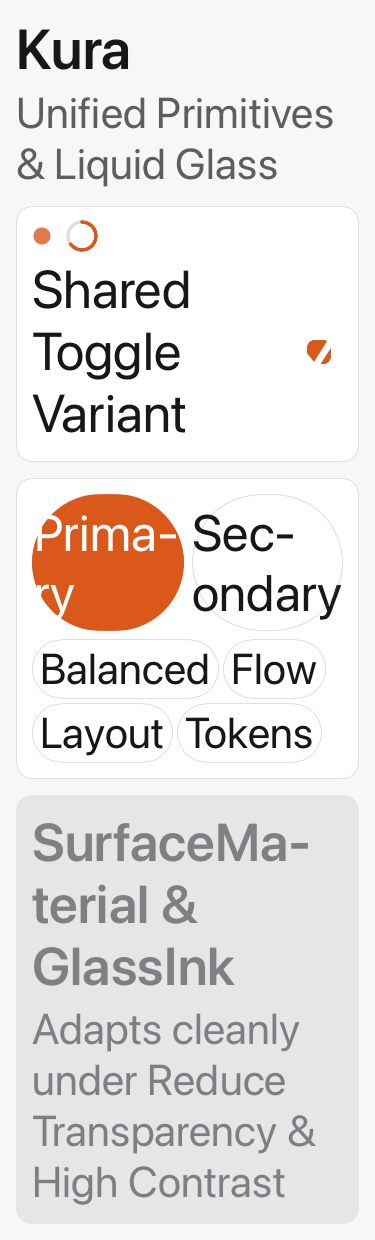 Kura
Unified Primitives
& Liquid Glass
Shared
Toggle
Variant
Prima-
ry
Sec-
ondary
Balanced
Flow
Layout
Tokens
SurfaceMa-
terial &
GlassInk
Adapts cleanly
under Reduce
Transparency &
High Contrast